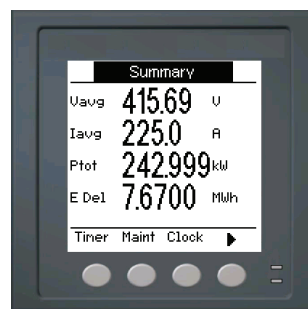 Summary
Vavg 415.69 V
Iavg 225.0 A
Ptot 242.999 kW
E Del 7.6700 MWh
Timer Maint Clock